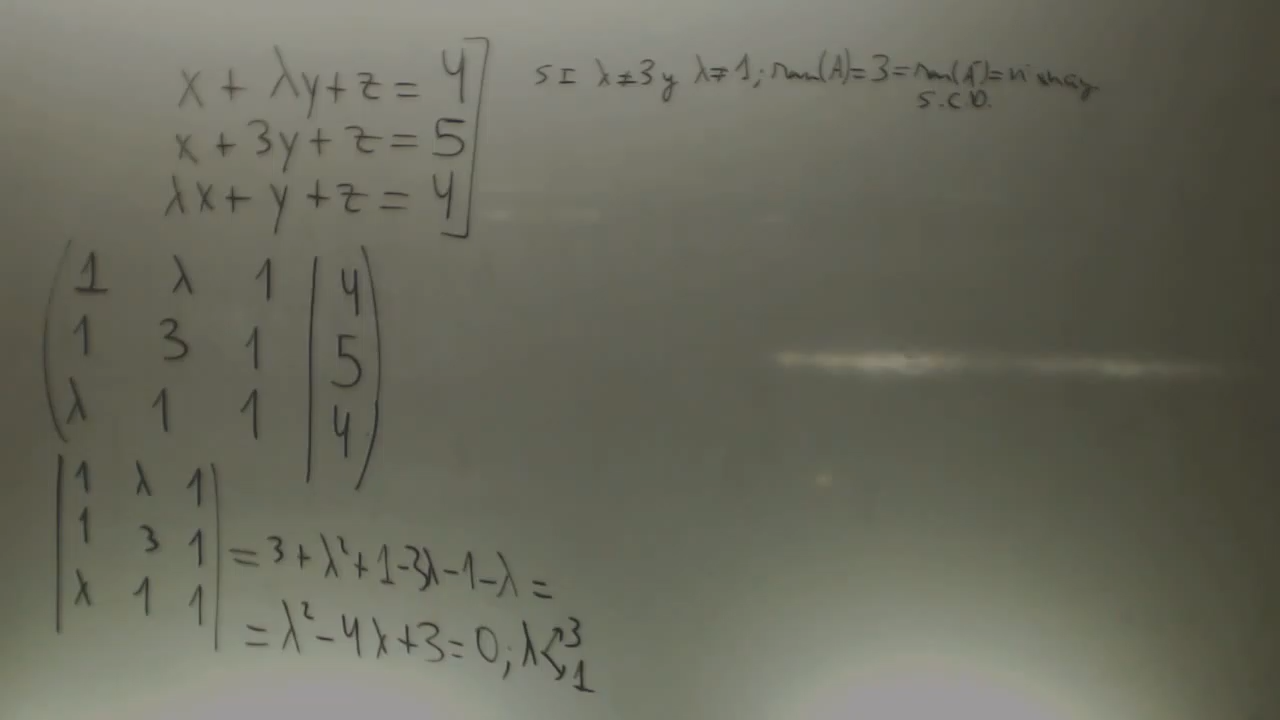 x + λy + z = 4
x + 3y + z = 5
λx + y + z = 4
SI λ ≠ 3 y λ ≠ 1; ran(A) = 3 = ran(A̅) = nº incóg
S.C.D.
1 λ 1 | 4
1 3 1 | 5
λ 1 1 | 4
1 λ 1
1 3 1 = 3 + λ² + 1 - 3λ - 1 - λ =
λ 1 1
= λ² - 4λ + 3 = 0; λ < 3
1